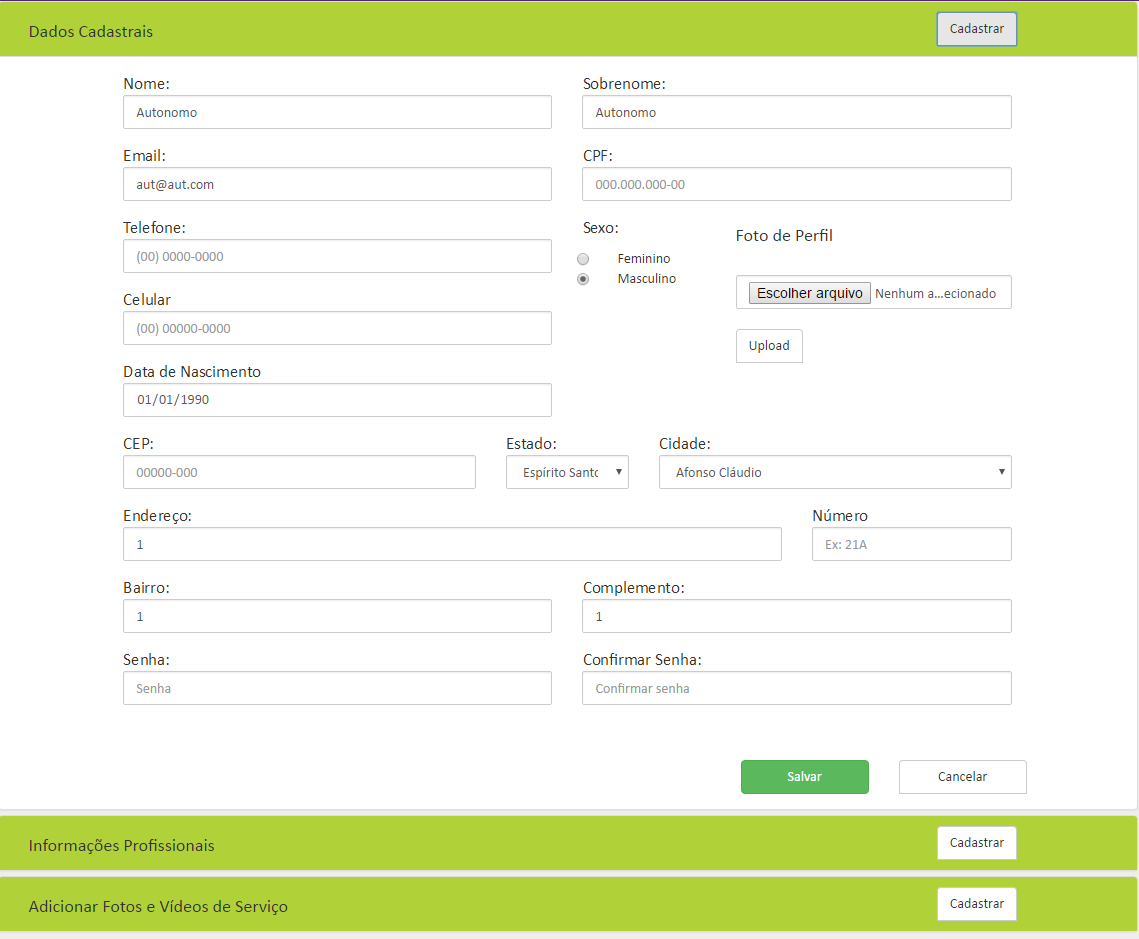 Dados Cadastrais Cadastrar
Nome: Sobrenome:
Autonomo Autonomo
Email: CPF:
aut@aut.com 000.000.000-00
Telefone: Sexo: Foto de Perfil
(00) 0000-0000 Feminino
Masculino
Celular Escolher arquivo Nenhum a...ecionado
(00) 00000-0000 Upload
Data de Nascimento
01/01/1990
CEP: Estado: Cidade:
00000-000 Espírito Santo Afonso Cláudio
Endereço: Número
1 Ex: 21A
Bairro: Complemento:
1 1
Senha: Confirmar Senha:
Senha Confirmar senha
Salvar Cancelar
Informações Profissionais Cadastrar
Adicionar Fotos e Vídeos de Serviço Cadastrar